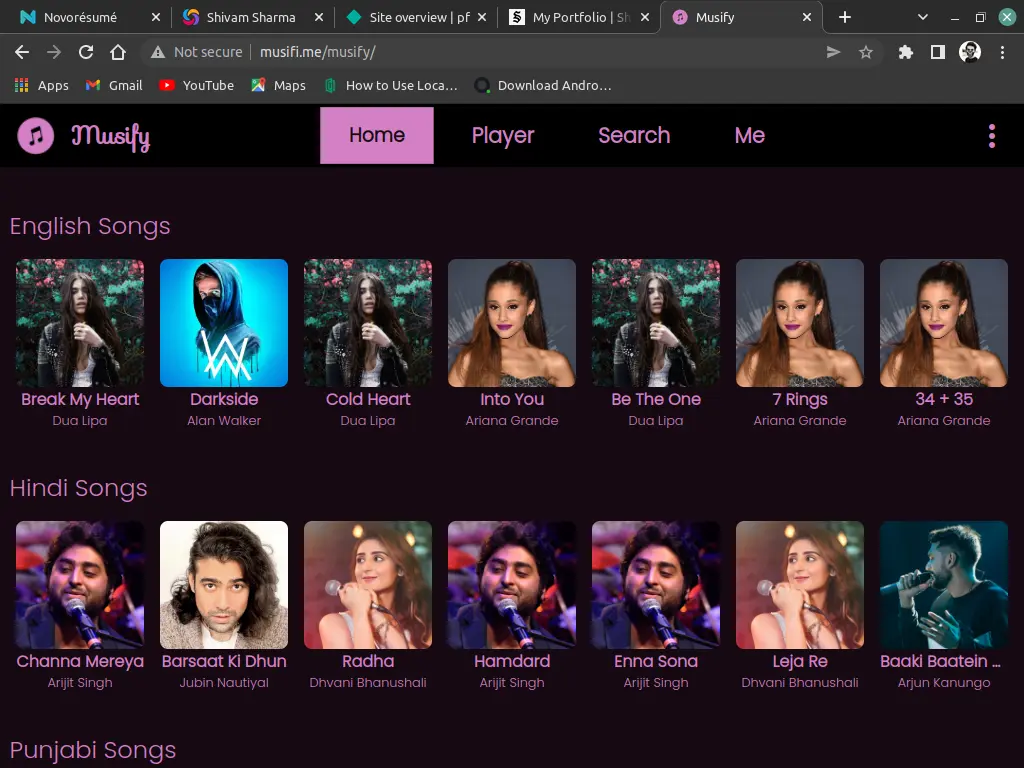 Novorésumé
Shivam Sharma
Site overview | pf
My Portfolio | Sh
Musify
Not secure
musifi.me/musify/
Apps
Gmail
YouTube
Maps
How to Use Loca…
Download Andro…
Musify
Home
Player
Search
Me
English Songs
Break My Heart
Darkside
Cold Heart
Into You
Be The One
7 Rings
34 + 35
Dua Lipa
Alan Walker
Dua Lipa
Ariana Grande
Dua Lipa
Ariana Grande
Ariana Grande
Hindi Songs
Channa Mereya
Barsaat Ki Dhun
Radha
Hamdard
Enna Sona
Leja Re
Baaki Baatein ...
Arijit Singh
Jubin Nautiyal
Dhvani Bhanushali
Arijit Singh
Arijit Singh
Dhvani Bhanushali
Arjun Kanungo
Punjabi Songs